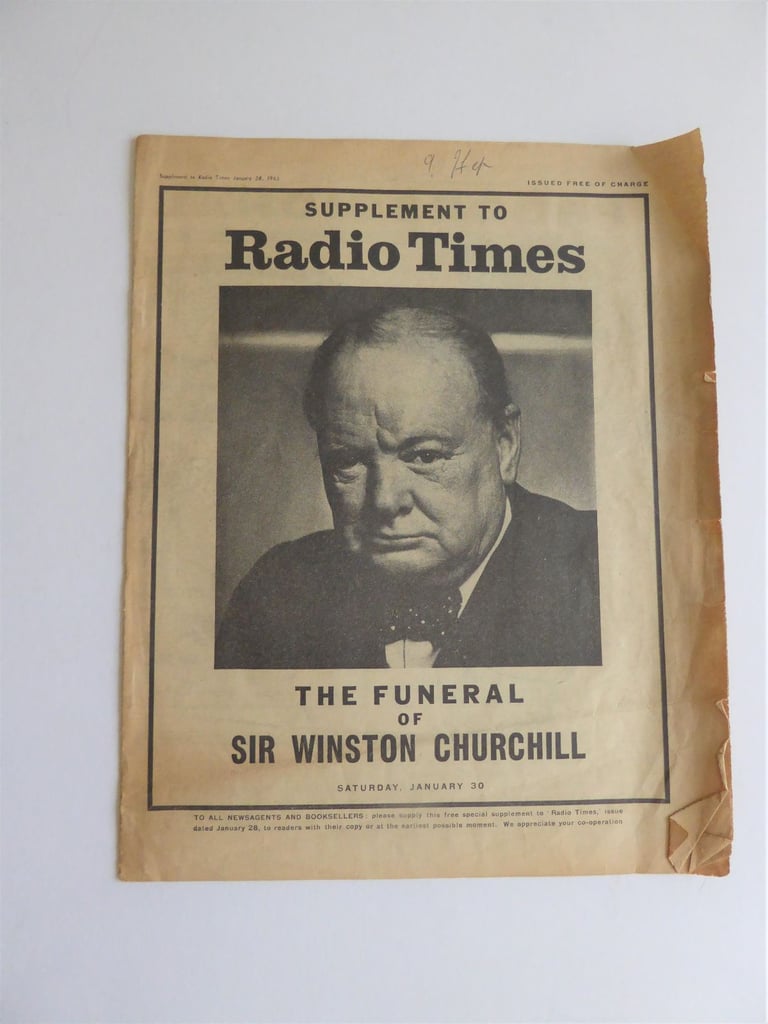 Supplement to Radio Times January 28, 1965
ISSUED FREE OF CHARGE
SUPPLEMENT TO
Radio Times
THE FUNERAL
OF
SIR WINSTON CHURCHILL
SATURDAY, JANUARY 30
TO ALL NEWSAGENTS AND BOOKSELLERS: please supply this free special supplement to 'Radio Times,' issue
dated January 28, to readers with their copy or at the earliest possible moment. We appreciate your co-operation